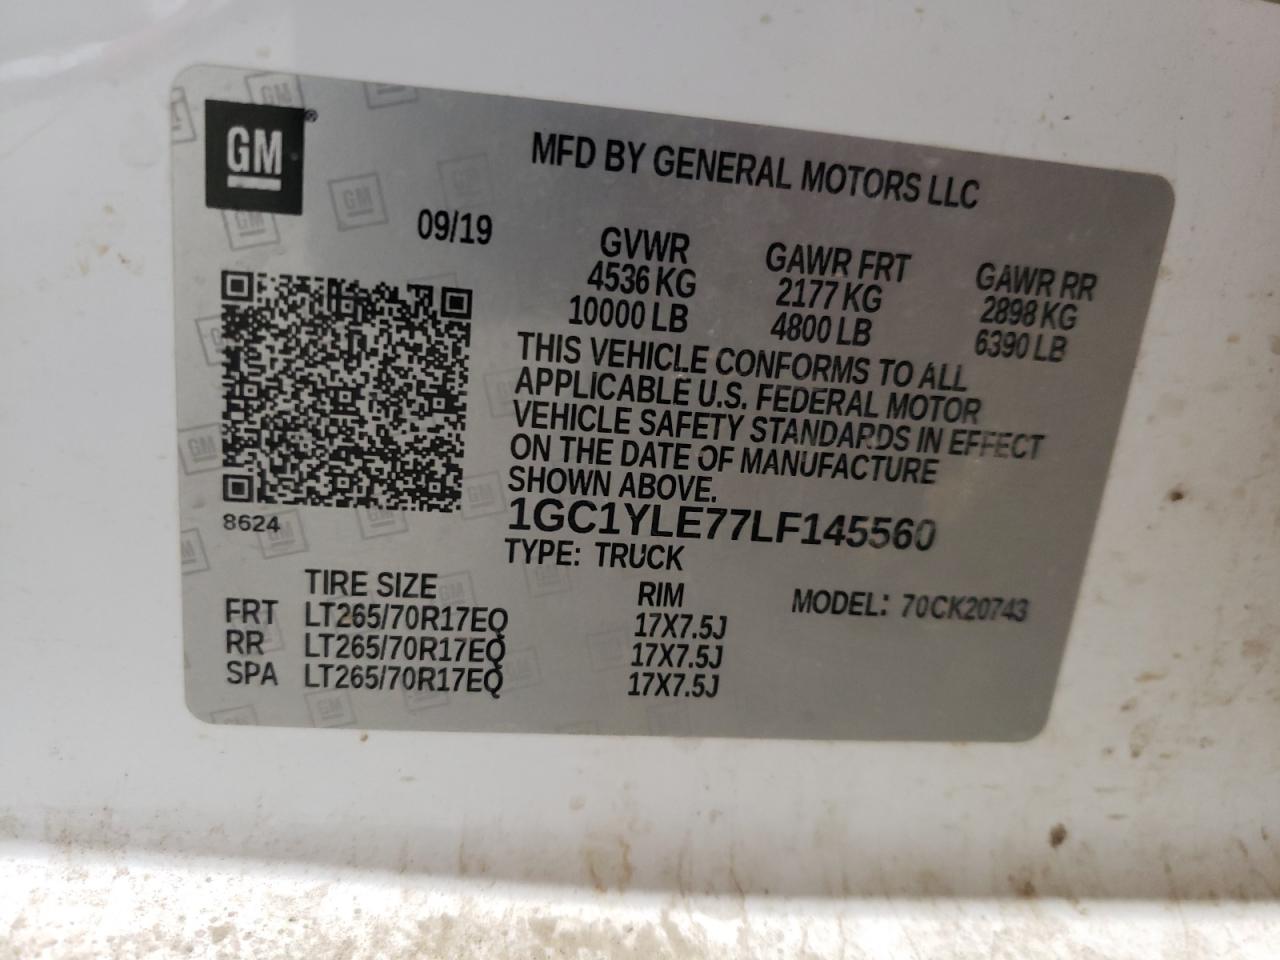 GM®
MFD BY GENERAL MOTORS LLC
09/19
GVWR GAWR FRT GAWR RR
4536 KG 2177 KG 2898 KG
10000 LB 4800 LB 6390 LB
THIS VEHICLE CONFORMS TO ALL
APPLICABLE U.S. FEDERAL MOTOR
VEHICLE SAFETY STANDARDS IN EFFECT
ON THE DATE OF MANUFACTURE
SHOWN ABOVE.
8624
1GC1YLE77LF145560
TYPE: TRUCK
TIRE SIZE RIM MODEL: 70CK20743
FRT LT265/70R17EQ 17X7.5J
RR LT265/70R17EQ 17X7.5J
SPA LT265/70R17EQ 17X7.5J